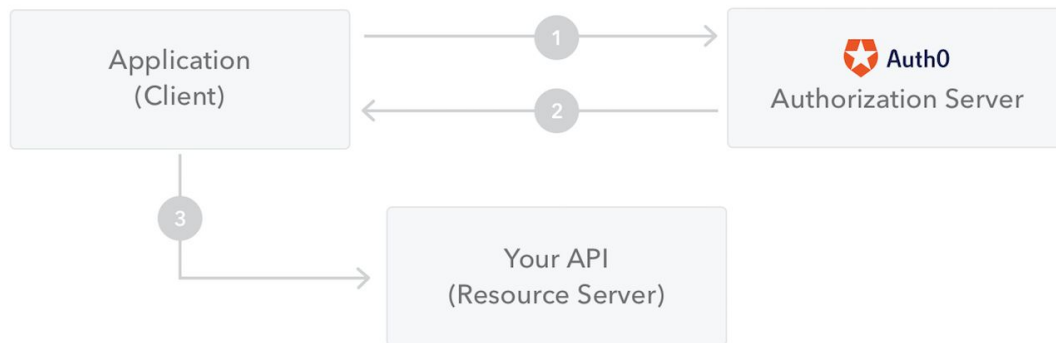 Application
(Client)
1
Auth0
Authorization Server
2
3
Your API
(Resource Server)